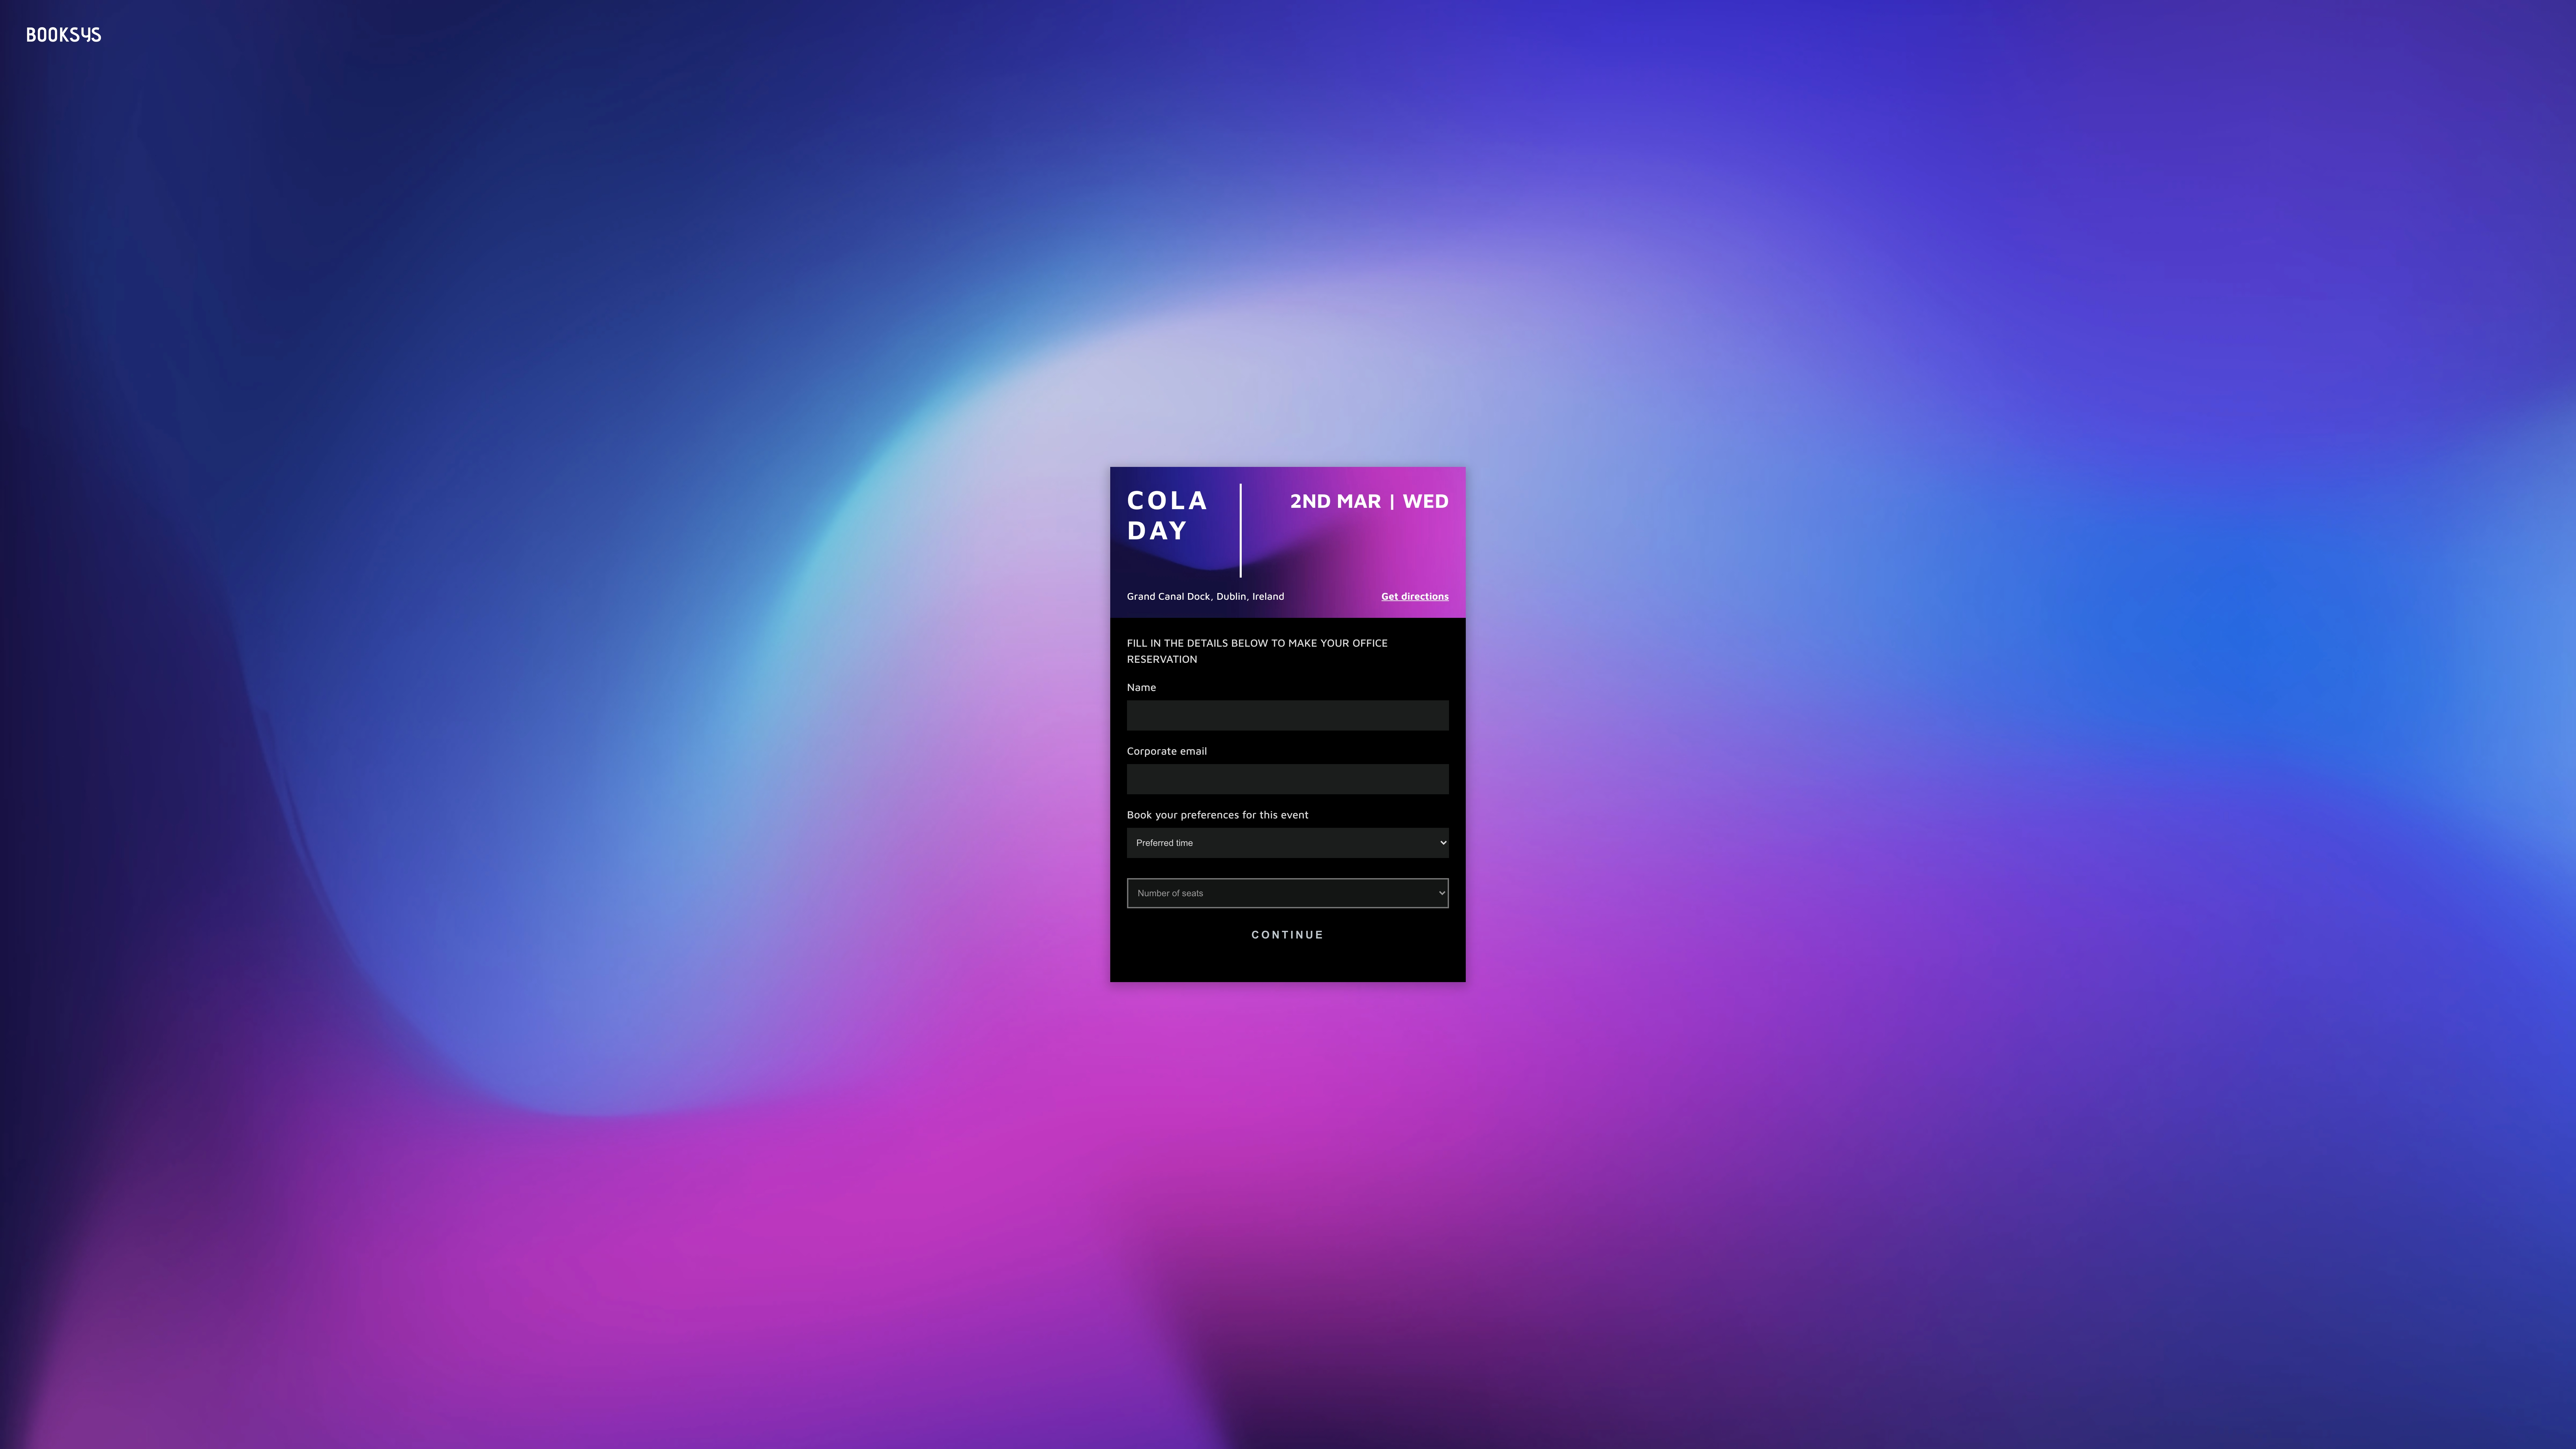 BOOKSYS
COLA
DAY
2ND MAR | WED
Grand Canal Dock, Dublin, Ireland
Get directions
FILL IN THE DETAILS BELOW TO MAKE YOUR OFFICE
RESERVATION
Name
Corporate email
Book your preferences for this event
Preferred time
Number of seats
CONTINUE